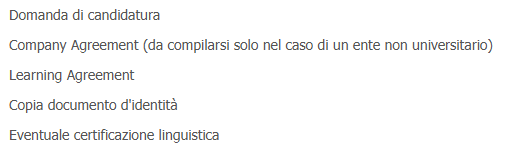 Domanda di candidatura
Company Agreement (da compilarsi solo nel caso di un ente non universitario)
Learning Agreement
Copia documento d'identità
Eventuale certificazione linguistica